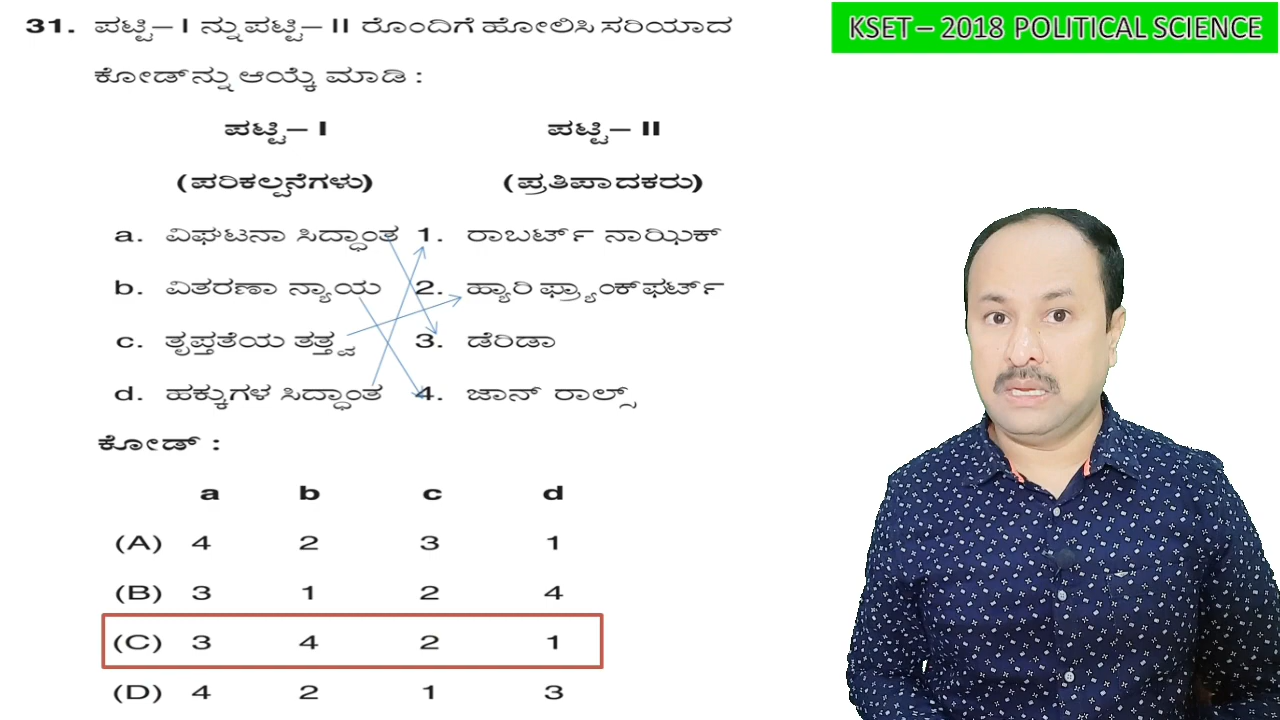 KSET – 2018 POLITICAL SCIENCE
31. ಪಟ್ಟಿ – I ನ್ನು ಪಟ್ಟಿ – II ರೊಂದಿಗೆ ಹೋಲಿಸಿ ಸರಿಯಾದ
ಕೋಡ್‌ನ್ನು ಆಯ್ಕೆ ಮಾಡಿ :
ಪಟ್ಟಿ – I ಪಟ್ಟಿ – II
(ಪರಿಕಲ್ಪನೆಗಳು) (ಪ್ರತಿಪಾದಕರು)
a. ವಿಘಟನಾ ಸಿದ್ಧಾಂತ 1. ರಾಬರ್ಟ್ ನಾಝಿಕ್
b. ವಿತರಣಾ ನ್ಯಾಯ 2. ಹ್ಯಾರಿ ಫ್ರ್ಯಾಂಕ್‌ಫರ್ಟ್
c. ತೃಪ್ತತೆಯ ತತ್ತ್ವ 3. ಡೆರಿಡಾ
d. ಹಕ್ಕುಗಳ ಸಿದ್ಧಾಂತ 4. ಜಾನ್ ರಾಲ್ಸ್
ಕೋಡ್ :
a b c d
(A) 4 2 3 1
(B) 3 1 2 4
(C) 3 4 2 1
(D) 4 2 1 3